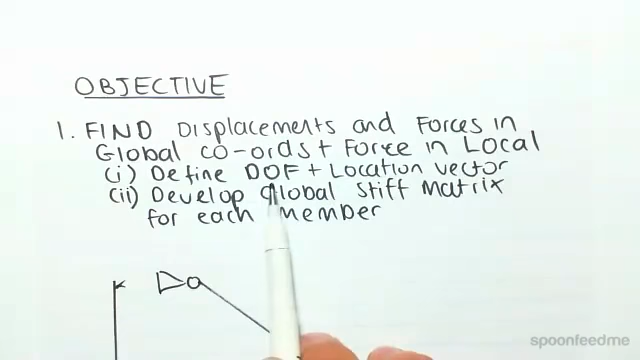 OBJECTIVE
1. FIND Displacements and Forces in
Global co-ords + Force in Local
(i) Define DOF + Location vector
(ii) Develop Global Stiff Matrix
for each member
spoonfeedme